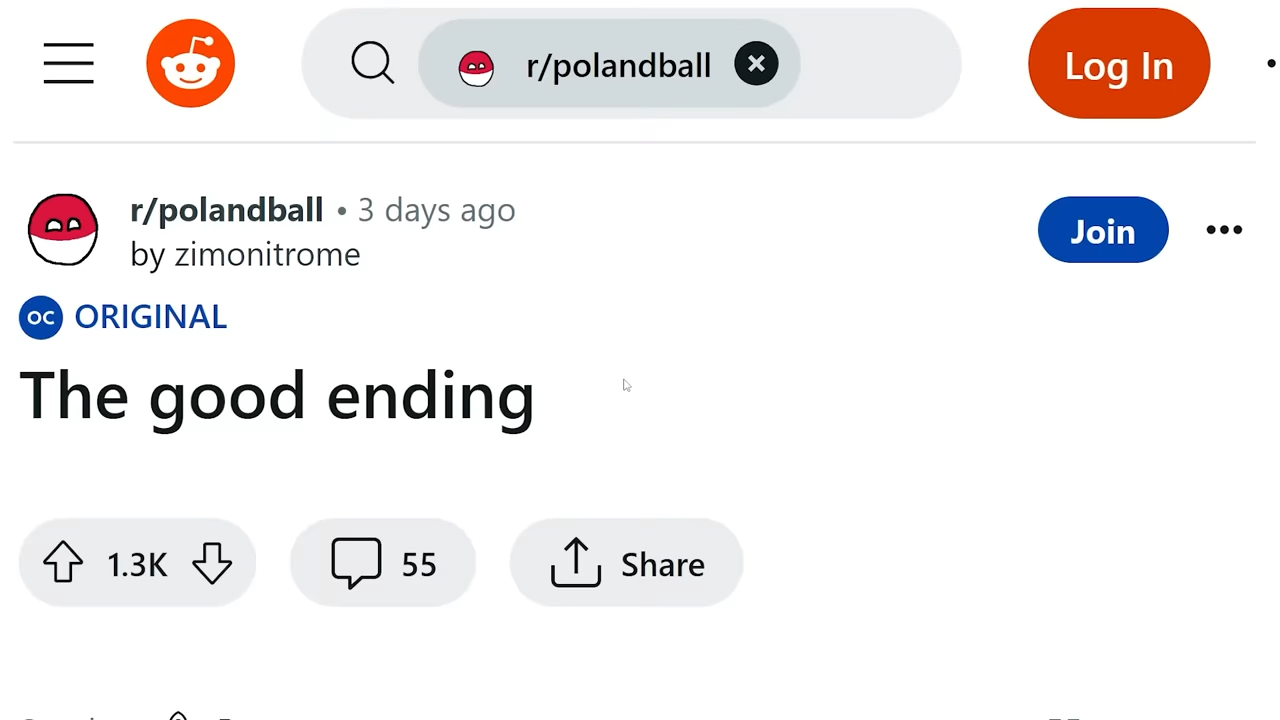 r/polandball
Log In
r/polandball • 3 days ago
by zimonitrome
Join
OC ORIGINAL
The good ending
1.3K
55
Share